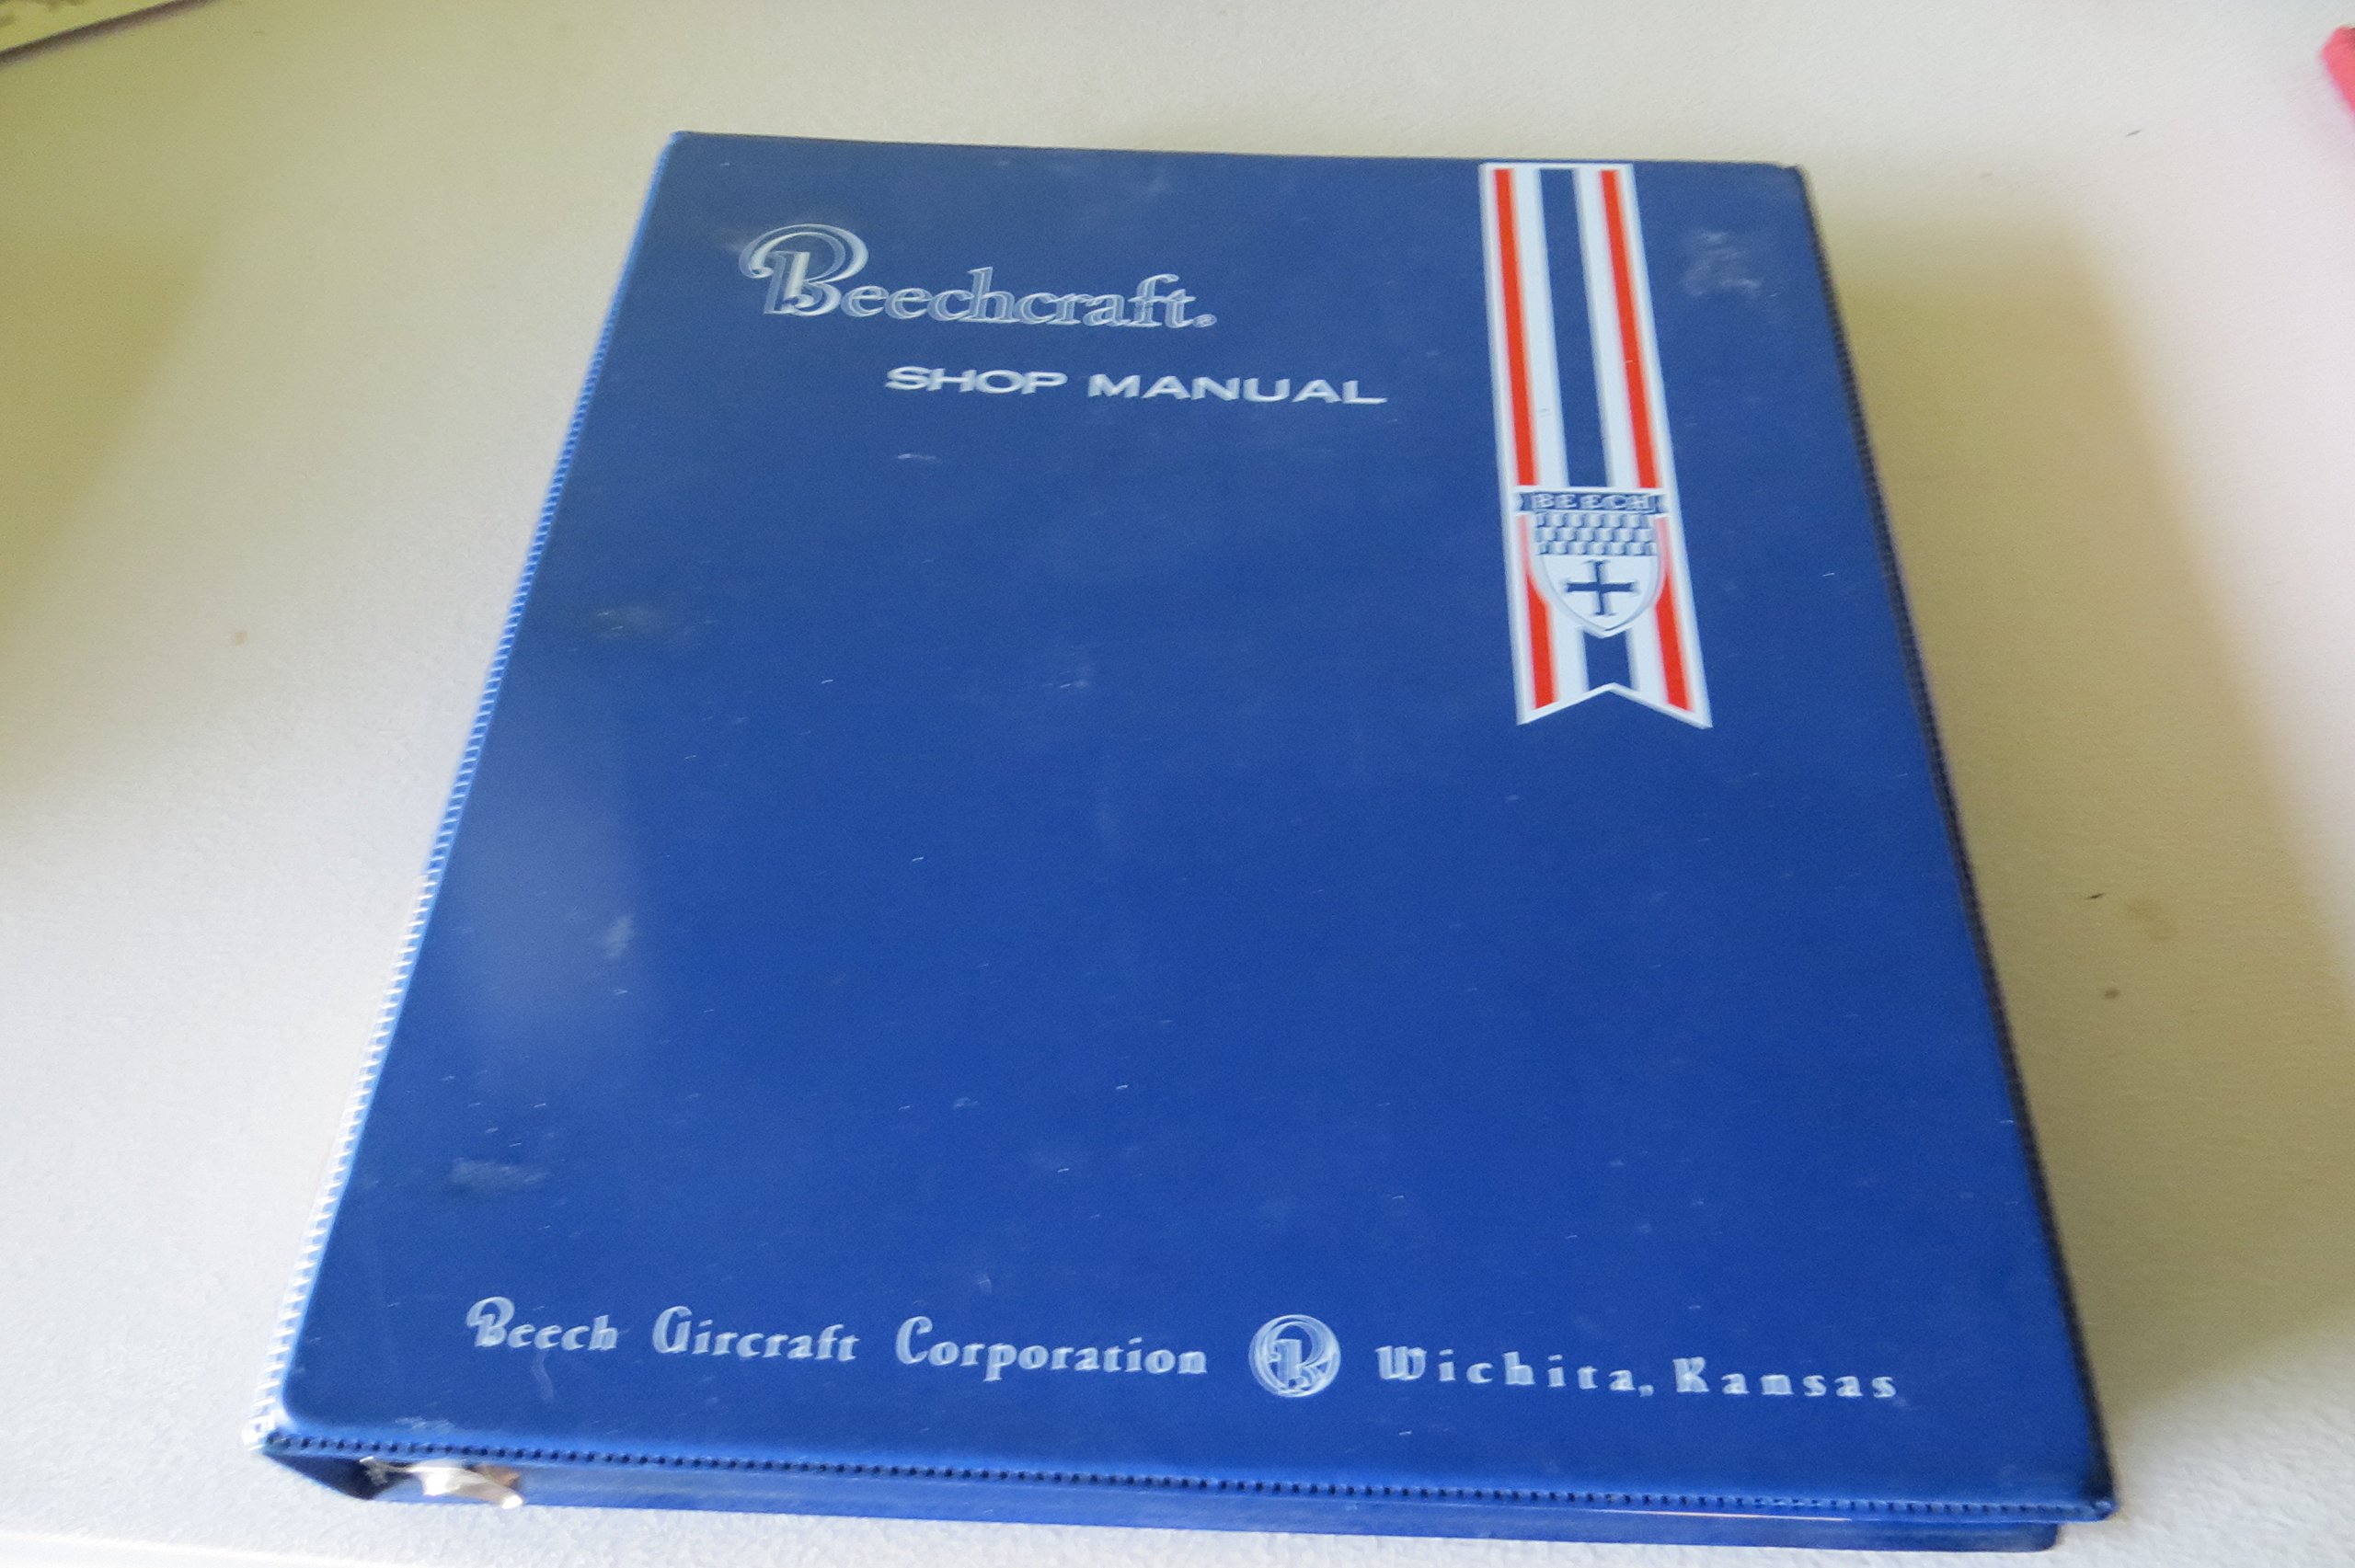 Beechcraft®
SHOP MANUAL
BEECH
Beech Aircraft Corporation B Wichita, Kansas